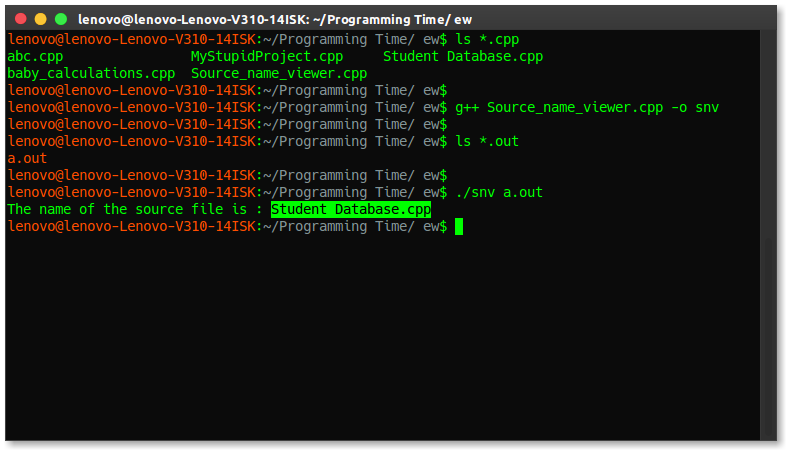 lenovo@lenovo-Lenovo-V310-14ISK: ~/Programming Time/ ew
lenovo@lenovo-Lenovo-V310-14ISK:~/Programming Time/ ew$ ls *.cpp
abc.cpp                MyStupidProject.cpp     Student Database.cpp
baby_calculations.cpp  Source_name_viewer.cpp
lenovo@lenovo-Lenovo-V310-14ISK:~/Programming Time/ ew$
lenovo@lenovo-Lenovo-V310-14ISK:~/Programming Time/ ew$ g++ Source_name_viewer.cpp -o snv
lenovo@lenovo-Lenovo-V310-14ISK:~/Programming Time/ ew$
lenovo@lenovo-Lenovo-V310-14ISK:~/Programming Time/ ew$ ls *.out
a.out
lenovo@lenovo-Lenovo-V310-14ISK:~/Programming Time/ ew$
lenovo@lenovo-Lenovo-V310-14ISK:~/Programming Time/ ew$ ./snv a.out
The name of the source file is : Student Database.cpp
lenovo@lenovo-Lenovo-V310-14ISK:~/Programming Time/ ew$